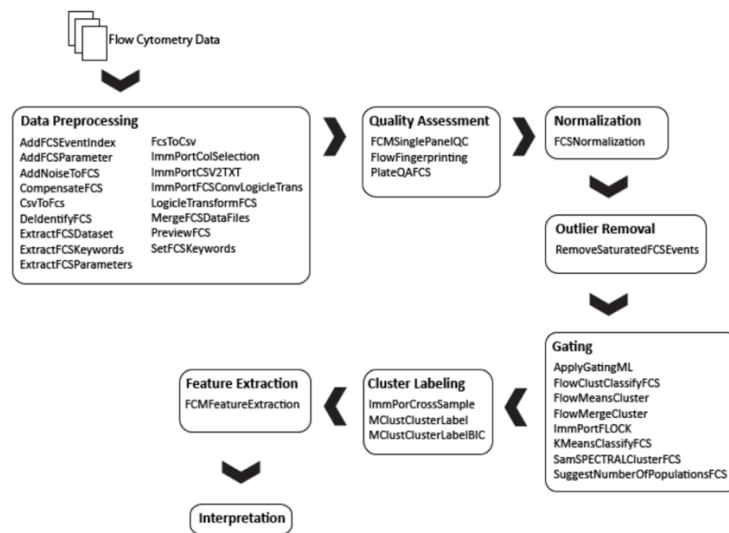 Flow Cytometry Data
Data Preprocessing
AddFCSEventIndex
AddFCSParameter
AddNoiseToFCS
CompensateFCS
CsvToFcs
DeIdentifyFCS
ExtractFCSDataset
ExtractFCSKeywords
ExtractFCSParameters
FcsToCsv
ImmPortColSelection
ImmPortCSV2TXT
ImmPortFCSConvLogicleTrans
LogicleTransformFCS
MergeFCSDataFiles
PreviewFCS
SetFCSKeywords
Quality Assessment
FCMSinglePanelQC
FlowFingerprinting
PlateQAFCS
Normalization
FCSNormalization
Outlier Removal
RemoveSaturatedFCSEvents
Gating
ApplyGatingML
FlowClustClassifyFCS
FlowMeansCluster
FlowMergeCluster
ImmPortFLOCK
KMeansClassifyFCS
SamSPECTRALClusterFCS
SuggestNumberOfPopulationsFCS
Cluster Labeling
ImmPorCrossSample
MClustClusterLabel
MClustClusterLabelBIC
Feature Extraction
FCMFeatureExtraction
Interpretation